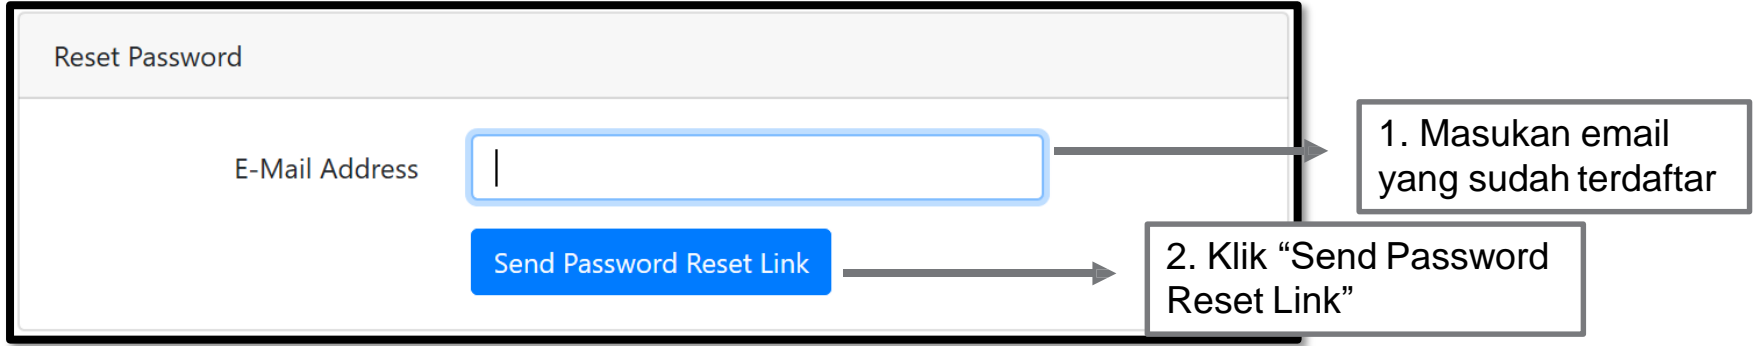 Reset Password
E-Mail Address
1. Masukan email
yang sudah terdaftar
Send Password Reset Link
2. Klik “Send Password
Reset Link”